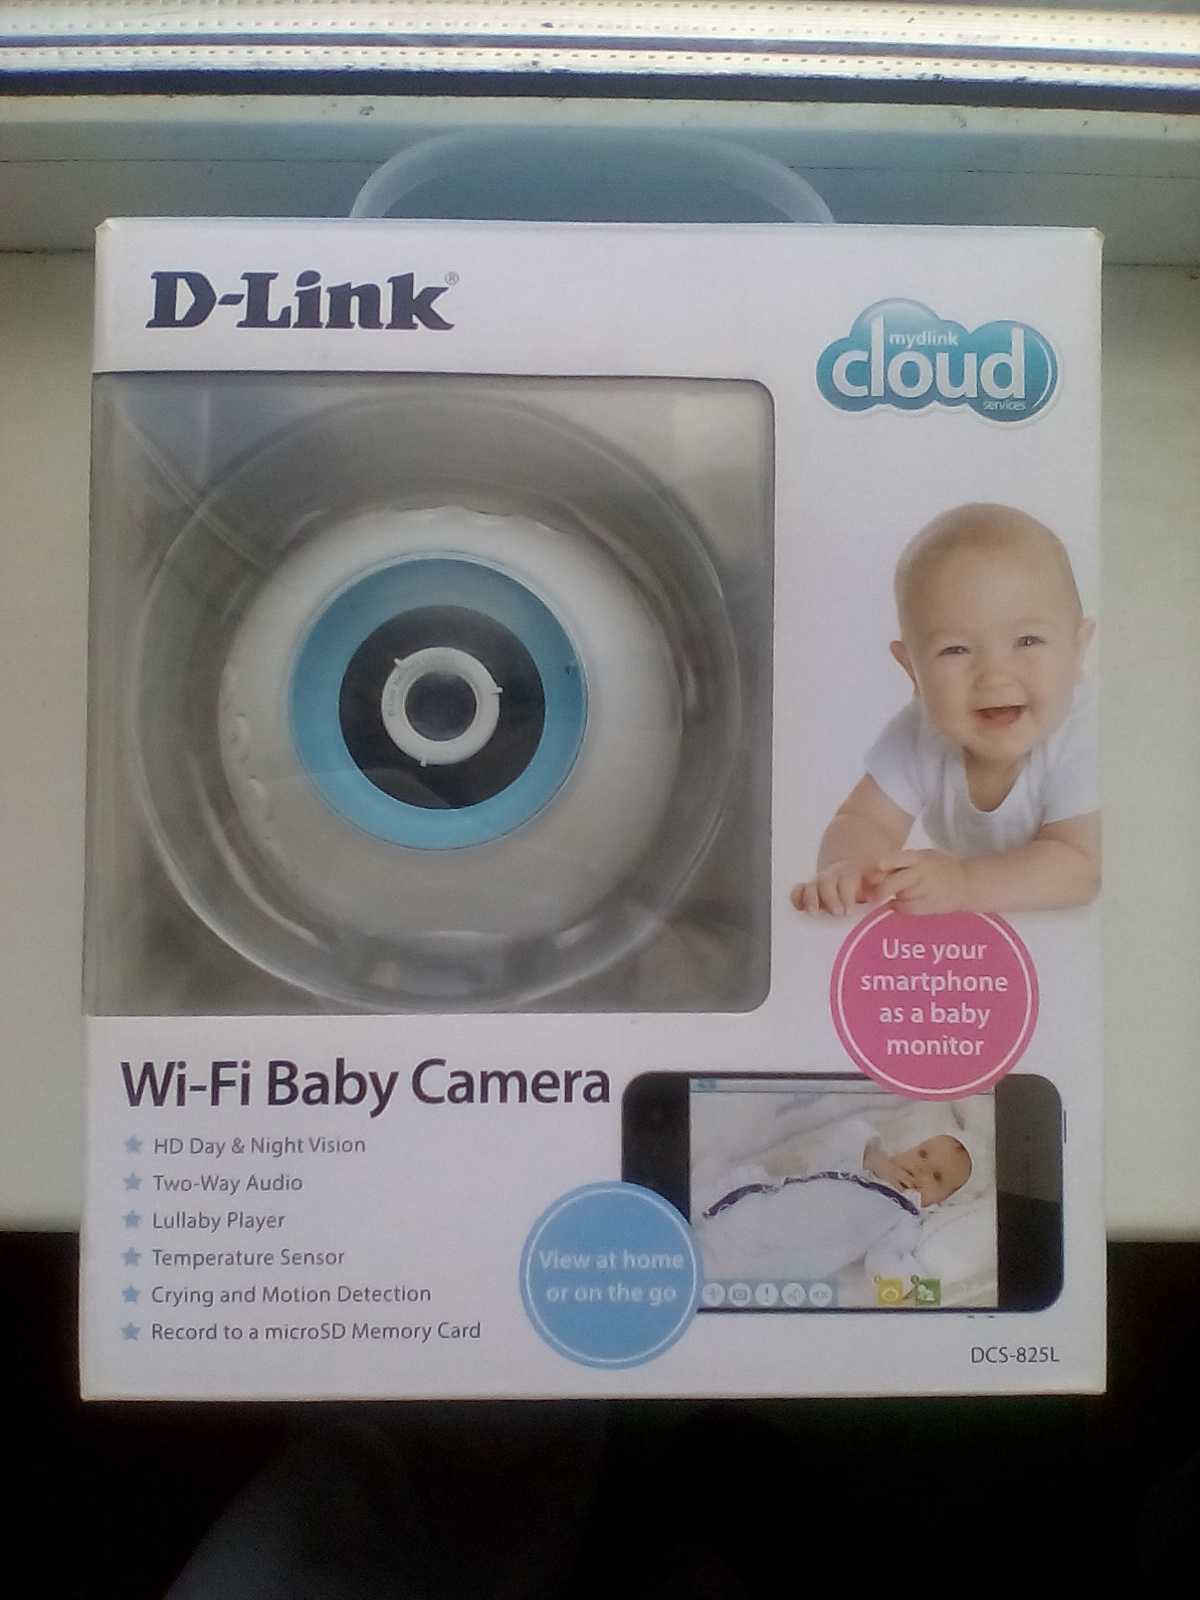 D-Link®
mydlink
cloud
services
Use your
smartphone
as a baby
monitor
Wi-Fi Baby Camera
HD Day & Night Vision
Two-Way Audio
Lullaby Player
Temperature Sensor
Crying and Motion Detection
Record to a microSD Memory Card
View at home
or on the go
DCS-825L